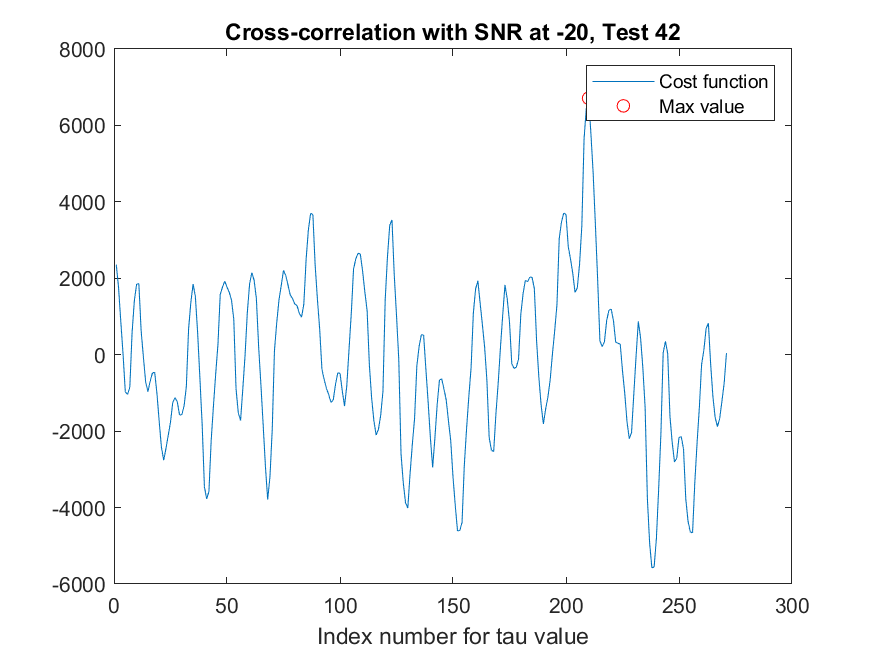 Cross-correlation with SNR at -20, Test 42
8000
6000
4000
2000
0
-2000
-4000
-6000
Cost function
Max value
0 50 100 150 200 250 300
Index number for tau value